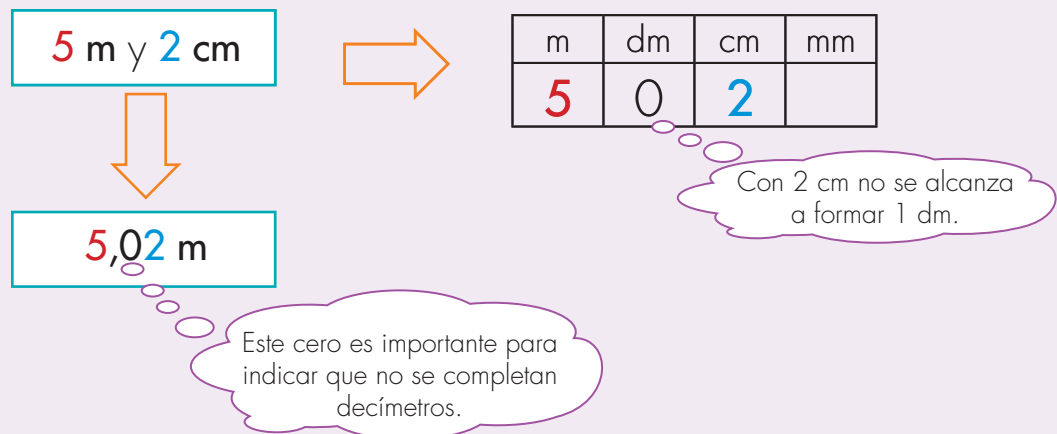 5 m y 2 cm
m dm cm mm
5 0 2
Con 2 cm no se alcanza
a formar 1 dm.
5,02 m
Este cero es importante para
indicar que no se completan
decímetros.